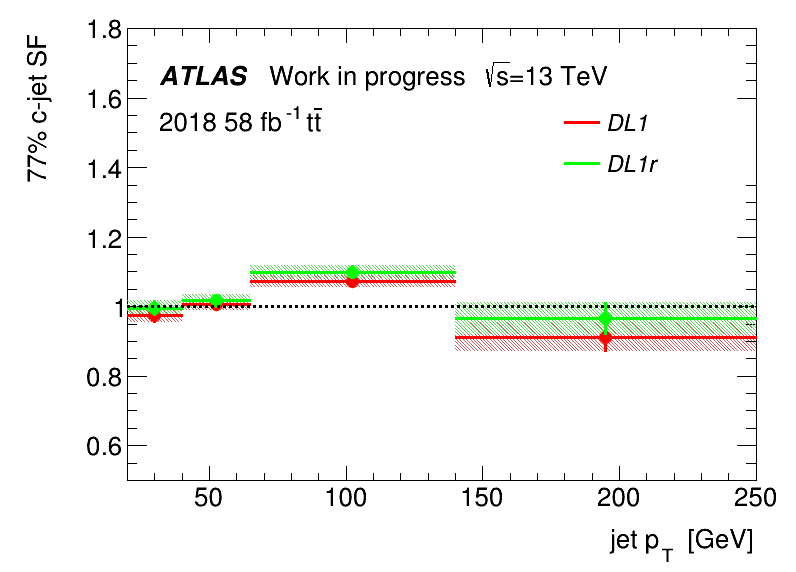 77% c-jet SF
1.8
1.6
1.4
1.2
1
0.8
0.6
ATLAS Work in progress √s=13 TeV
2018 58 fb⁻¹ tt̄
DL1
DL1r
50 100 150 200 250
jet p_T [GeV]